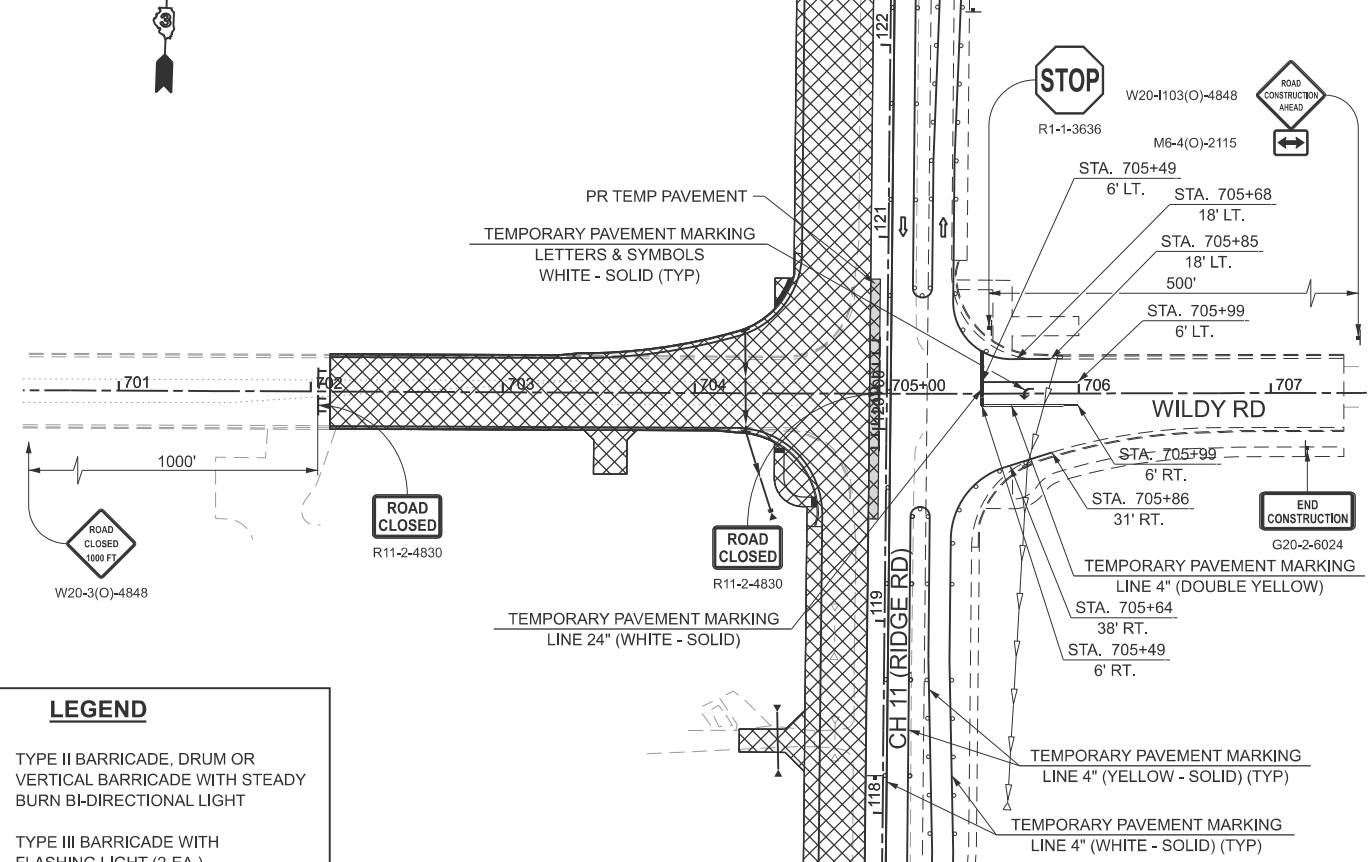 3
122
STOP
R1-1-3636
W20-I103(O)-4848
ROAD
CONSTRUCTION
AHEAD
M6-4(O)-2115
STA. 705+49
6' LT.
STA. 705+68
18' LT.
STA. 705+85
18' LT.
500'
STA. 705+99
6' LT.
PR TEMP PAVEMENT
TEMPORARY PAVEMENT MARKING
LETTERS & SYMBOLS
WHITE - SOLID (TYP)
121
701
702
703
704
705+00
706
707
WILDY RD
1000'
ROAD
CLOSED
1000 FT
W20-3(O)-4848
ROAD
CLOSED
R11-2-4830
ROAD
CLOSED
R11-2-4830
STA. 705+99
6' RT.
STA. 705+86
31' RT.
END
CONSTRUCTION
G20-2-6024
TEMPORARY PAVEMENT MARKING
LINE 4" (DOUBLE YELLOW)
TEMPORARY PAVEMENT MARKING
LINE 24" (WHITE - SOLID)
119
CH 11 (RIDGE RD)
STA. 705+64
38' RT.
STA. 705+49
6' RT.
118
TEMPORARY PAVEMENT MARKING
LINE 4" (YELLOW - SOLID) (TYP)
TEMPORARY PAVEMENT MARKING
LINE 4" (WHITE - SOLID) (TYP)
LEGEND
TYPE II BARRICADE, DRUM OR
VERTICAL BARRICADE WITH STEADY
BURN BI-DIRECTIONAL LIGHT
TYPE III BARRICADE WITH
FLASHING LIGHT (2 EA.)